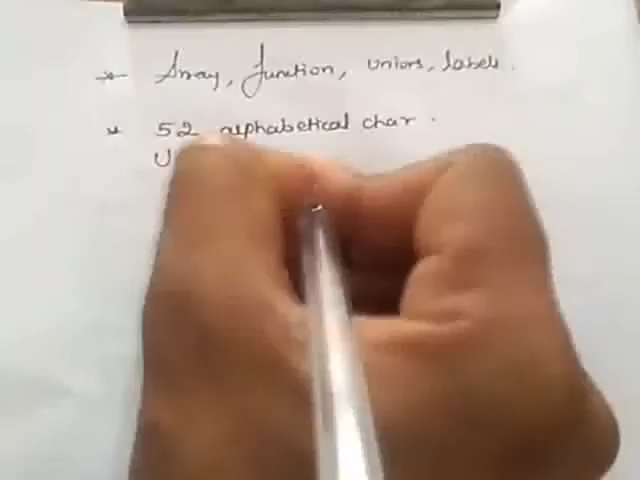 * Array, function, unions, labels.
* 52 alphabetical char.
U